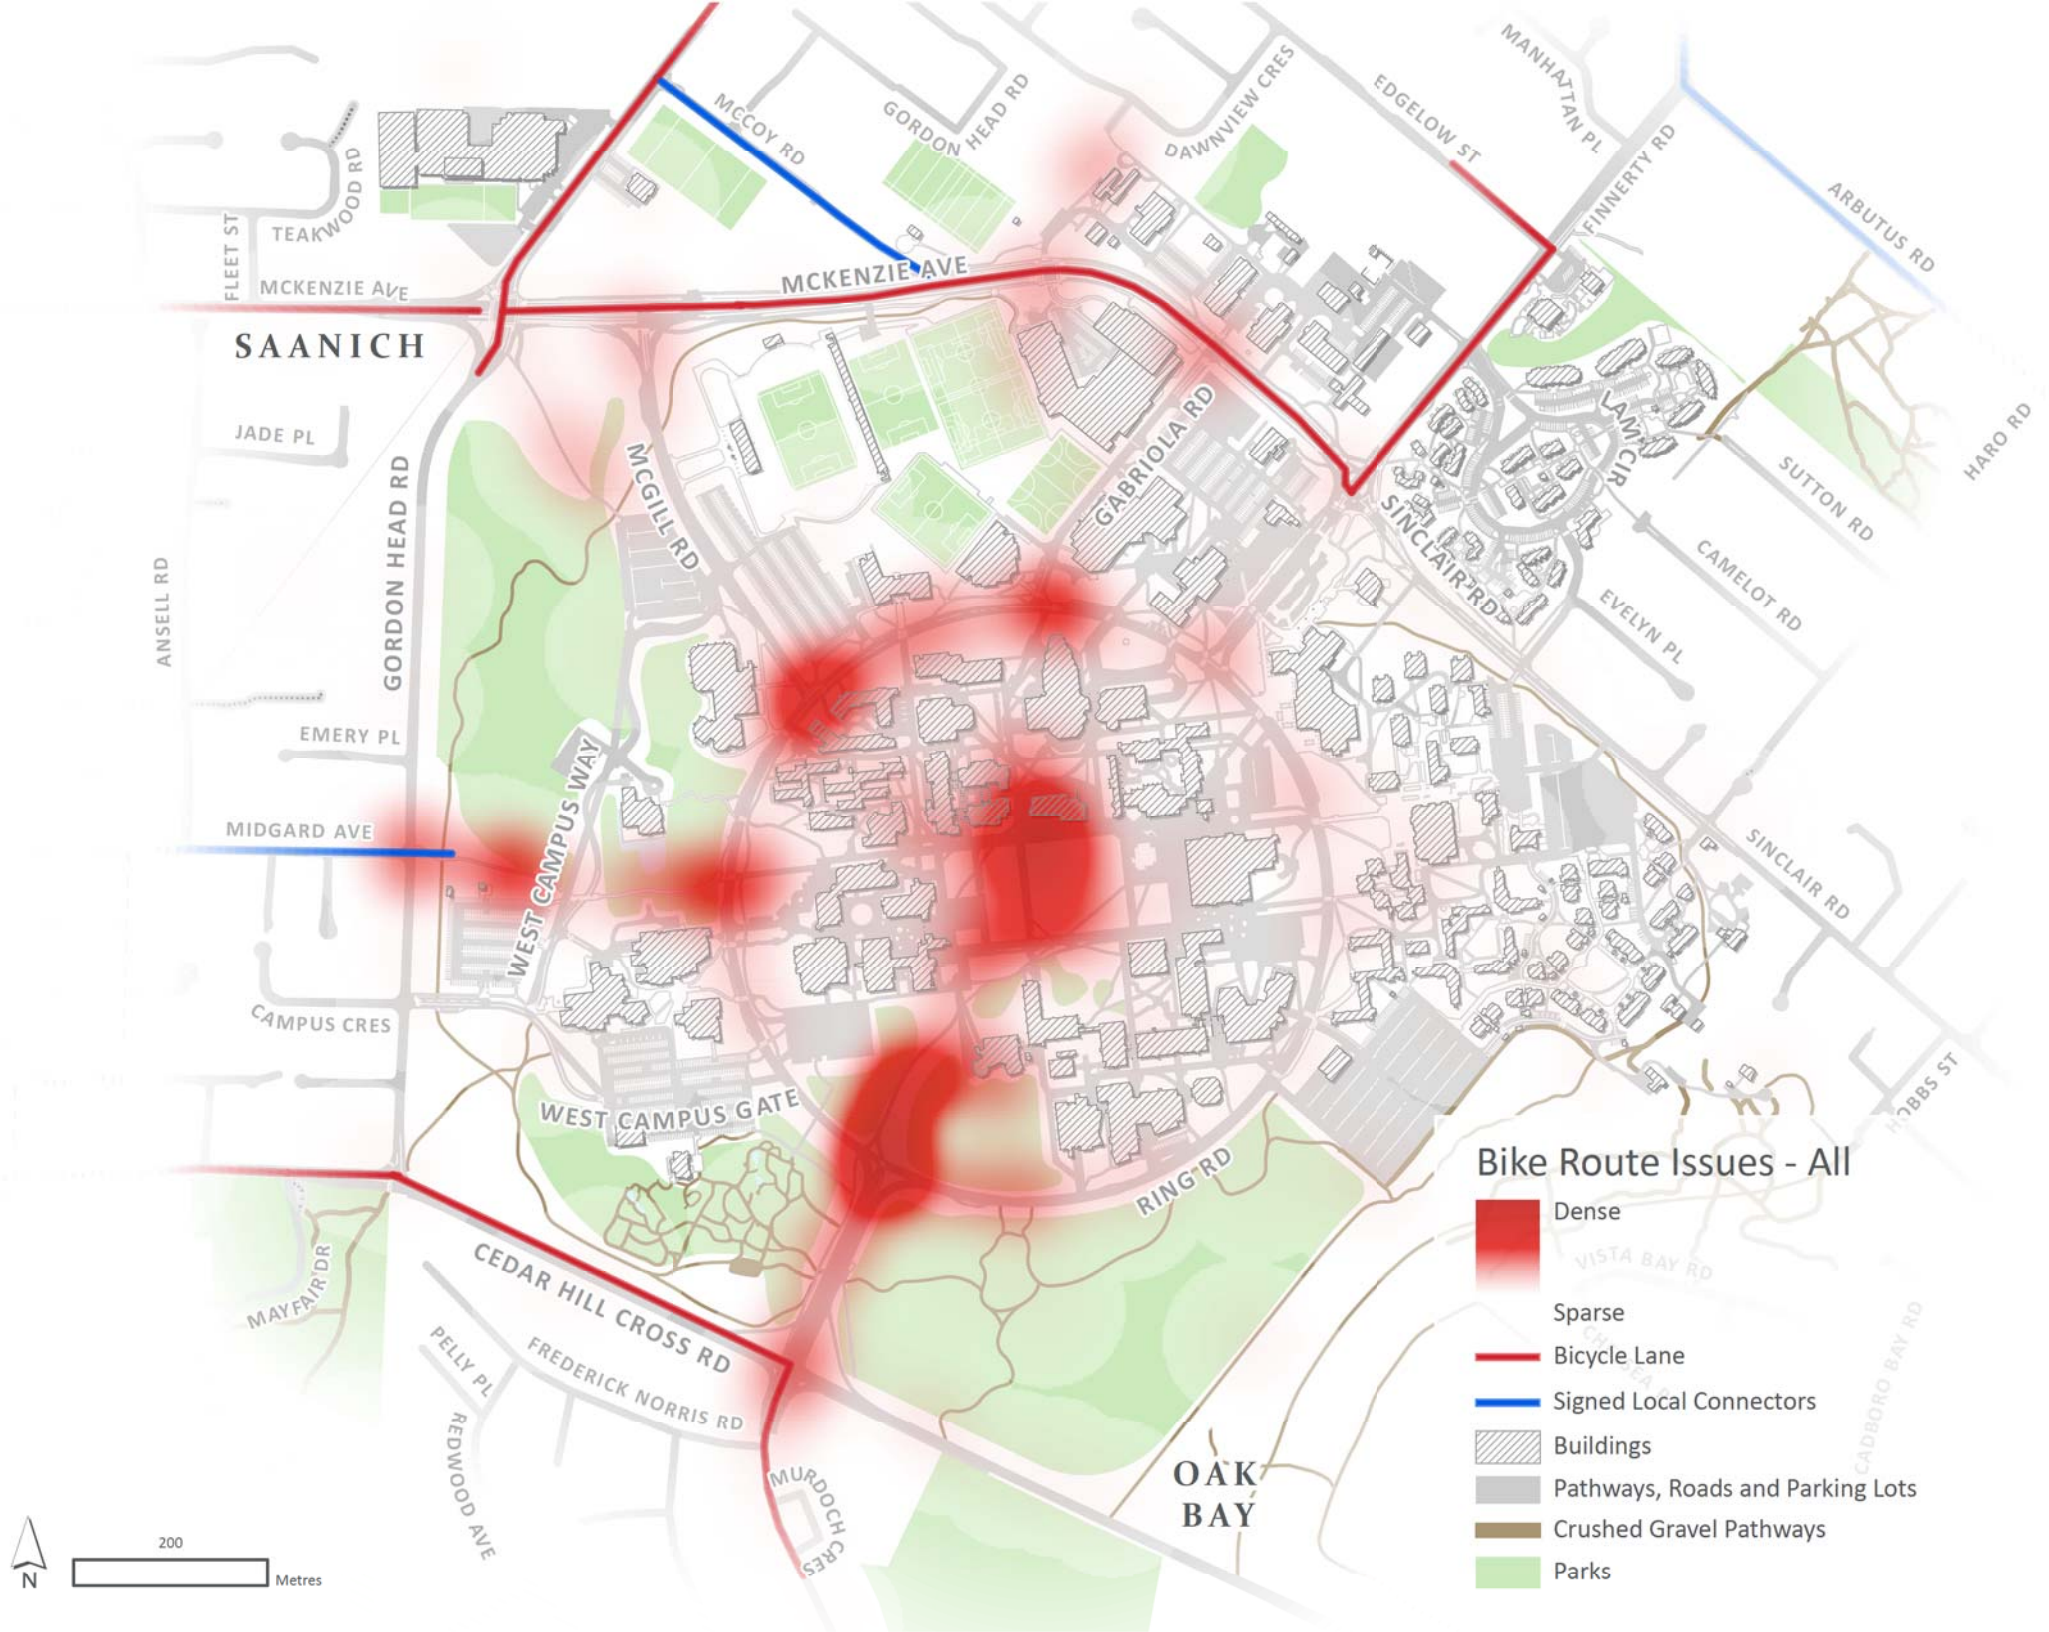 MANHATTAN PL
EDGELOW ST
DAWNVIEW CRES
GORDON HEAD RD
MCCOY RD
FINNERTY RD
ARBUTUS RD
TEAKWOOD RD
FLEET ST
MCKENZIE AVE
MCKENZIE AVE
SAANICH
JADE PL
GORDON HEAD RD
MCGILL RD
GABRIOLA RD
LAM CIR
HARO RD
SUTTON RD
SINCLAIR RD
CAMELOT RD
EVELYN PL
ANSELL RD
EMERY PL
WEST CAMPUS WAY
MIDGARD AVE
SINCLAIR RD
CAMPUS CRES
HOBBS ST
WEST CAMPUS GATE
RING RD
MAYFAIR DR
CEDAR HILL CROSS RD
PELLY PL
FREDERICK NORRIS RD
REDWOOD AVE
MURDOCH CRES
OAK
BAY
VISTA BAY RD
CADBORO BAY RD
Bike Route Issues - All
Dense
Sparse
Bicycle Lane
Signed Local Connectors
Buildings
Pathways, Roads and Parking Lots
Crushed Gravel Pathways
Parks
N
200
Metres